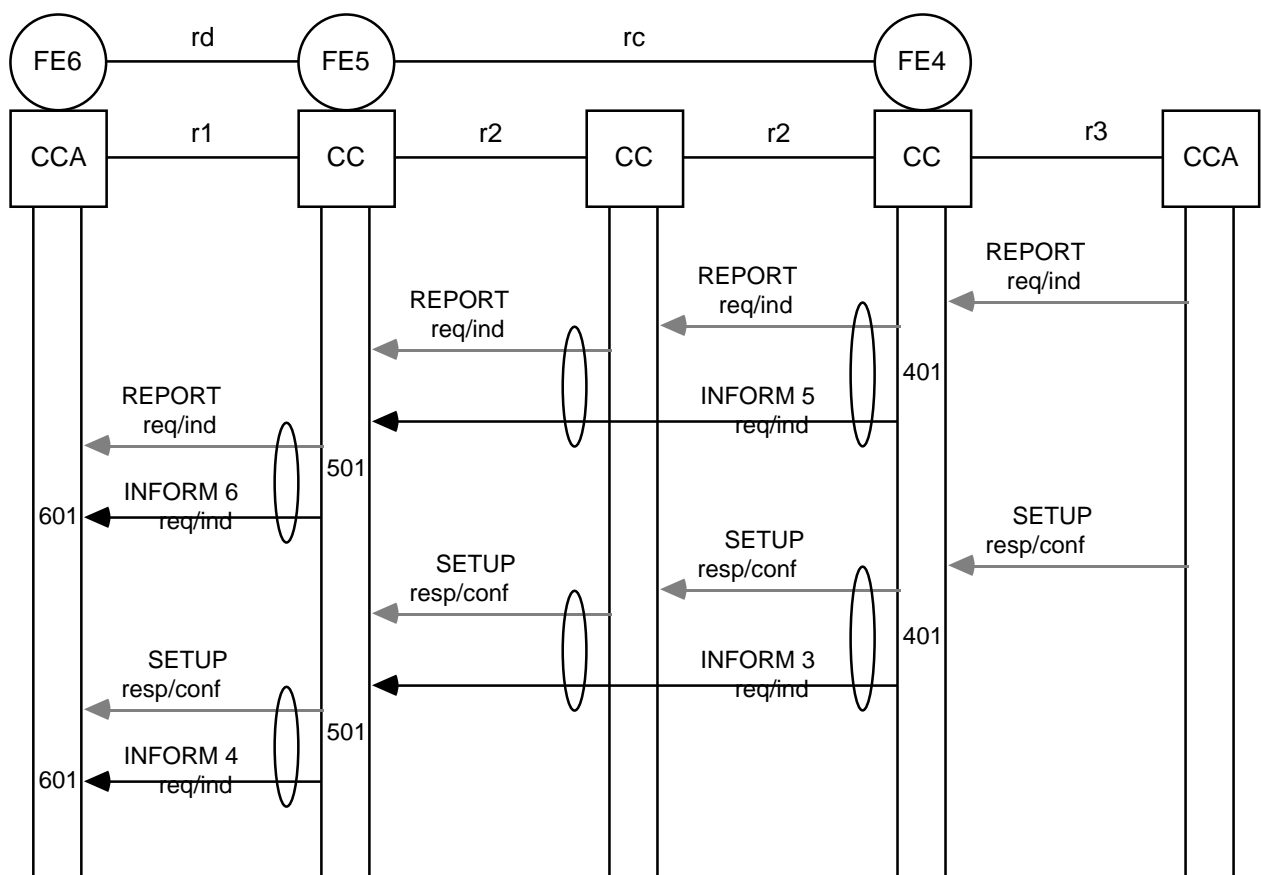 rd
rc
FE6
FE5
FE4
r1
r2
r2
r3
CCA
CC
CC
CC
CCA
REPORT
req/ind
REPORT
req/ind
REPORT
req/ind
401
INFORM 5
req/ind
REPORT
req/ind
501
INFORM 6
req/ind
601
SETUP
resp/conf
SETUP
resp/conf
SETUP
resp/conf
401
INFORM 3
req/ind
SETUP
resp/conf
501
INFORM 4
req/ind
601